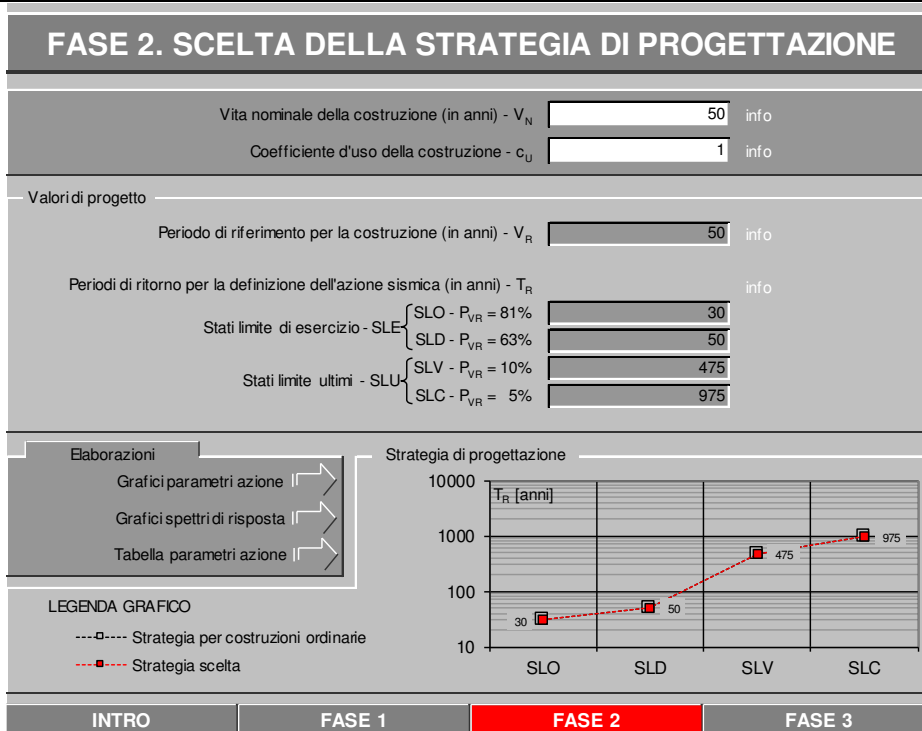 FASE 2. SCELTA DELLA STRATEGIA DI PROGETTAZIONE
Vita nominale della costruzione (in anni) - VN 50 info
Coefficiente d'uso della costruzione - cU 1 info
Valori di progetto
Periodo di riferimento per la costruzione (in anni) - VR 50 info
Periodi di ritorno per la definizione dell'azione sismica (in anni) - TR info
Stati limite di esercizio - SLE
SLO - PVR = 81% 30
SLD - PVR = 63% 50
Stati limite ultimi - SLU
SLV - PVR = 10% 475
SLC - PVR = 5% 975
Elaborazioni
Grafici parametri azione
Grafici spettri di risposta
Tabella parametri azione
Strategia di progettazione
TR [anni]
10000
1000
100
10
30
50
475
975
SLO SLD SLV SLC
LEGENDA GRAFICO
Strategia per costruzioni ordinarie
Strategia scelta
INTRO FASE 1 FASE 2 FASE 3